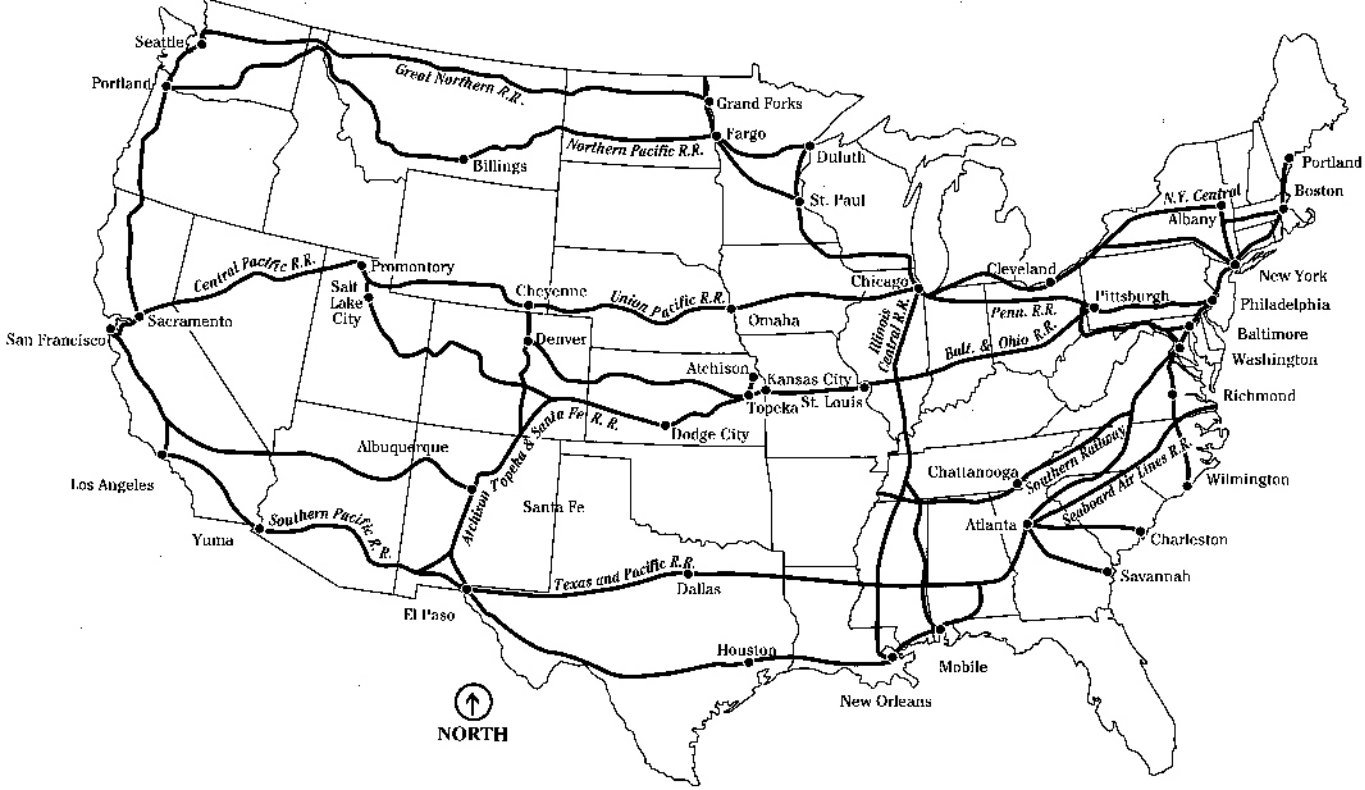 Seattle
Portland
Great Northern R.R.
Grand Forks
Fargo
Northern Pacific R.R.
Billings
Duluth
St. Paul
Portland
Boston
N.Y. Central
Albany
New York
Cleveland
Chicago
Pittsburgh
Philadelphia
Penn. R.R.
Baltimore
Washington
Balt. & Ohio R.R.
Illinois
Central R.R.
Central Pacific R.R.
Promontory
Salt
Lake
City
Cheyenne
Union Pacific R.R.
Omaha
Sacramento
San Francisco
Denver
Atchison
Kansas City
Topeka
St. Louis
Dodge City
Richmond
Atchison Topeka & Santa Fe R. R.
Albuquerque
Los Angeles
Santa Fe
Chattanooga
Southern Railway
Seaboard Air Lines R.R.
Wilmington
Yuma
Southern Pacific
R. R.
Atlanta
Charleston
Savannah
Texas and Pacific R.R.
Dallas
El Paso
Houston
Mobile
New Orleans
NORTH